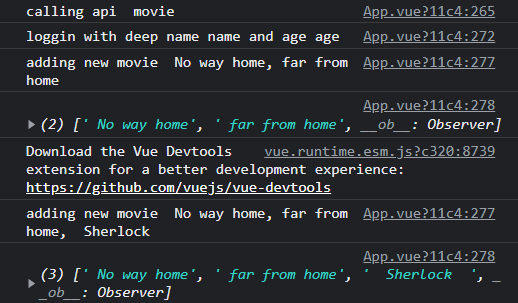 calling api  movie App.vue?11c4:265
loggin with deep name name and age age App.vue?11c4:272
adding new movie  No way home, far from App.vue?11c4:277
home
App.vue?11c4:278
▶ (2) [' No way home', ' far from home', __ob__: Observer]
Download the Vue Devtools vue.runtime.esm.js?c320:8739
extension for a better development experience:
https://github.com/vuejs/vue-devtools
adding new movie  No way home, far from App.vue?11c4:277
home,  Sherlock
App.vue?11c4:278
▶ (3) [' No way home', ' far from home', '  Sherlock  ', _
_ob__: Observer]